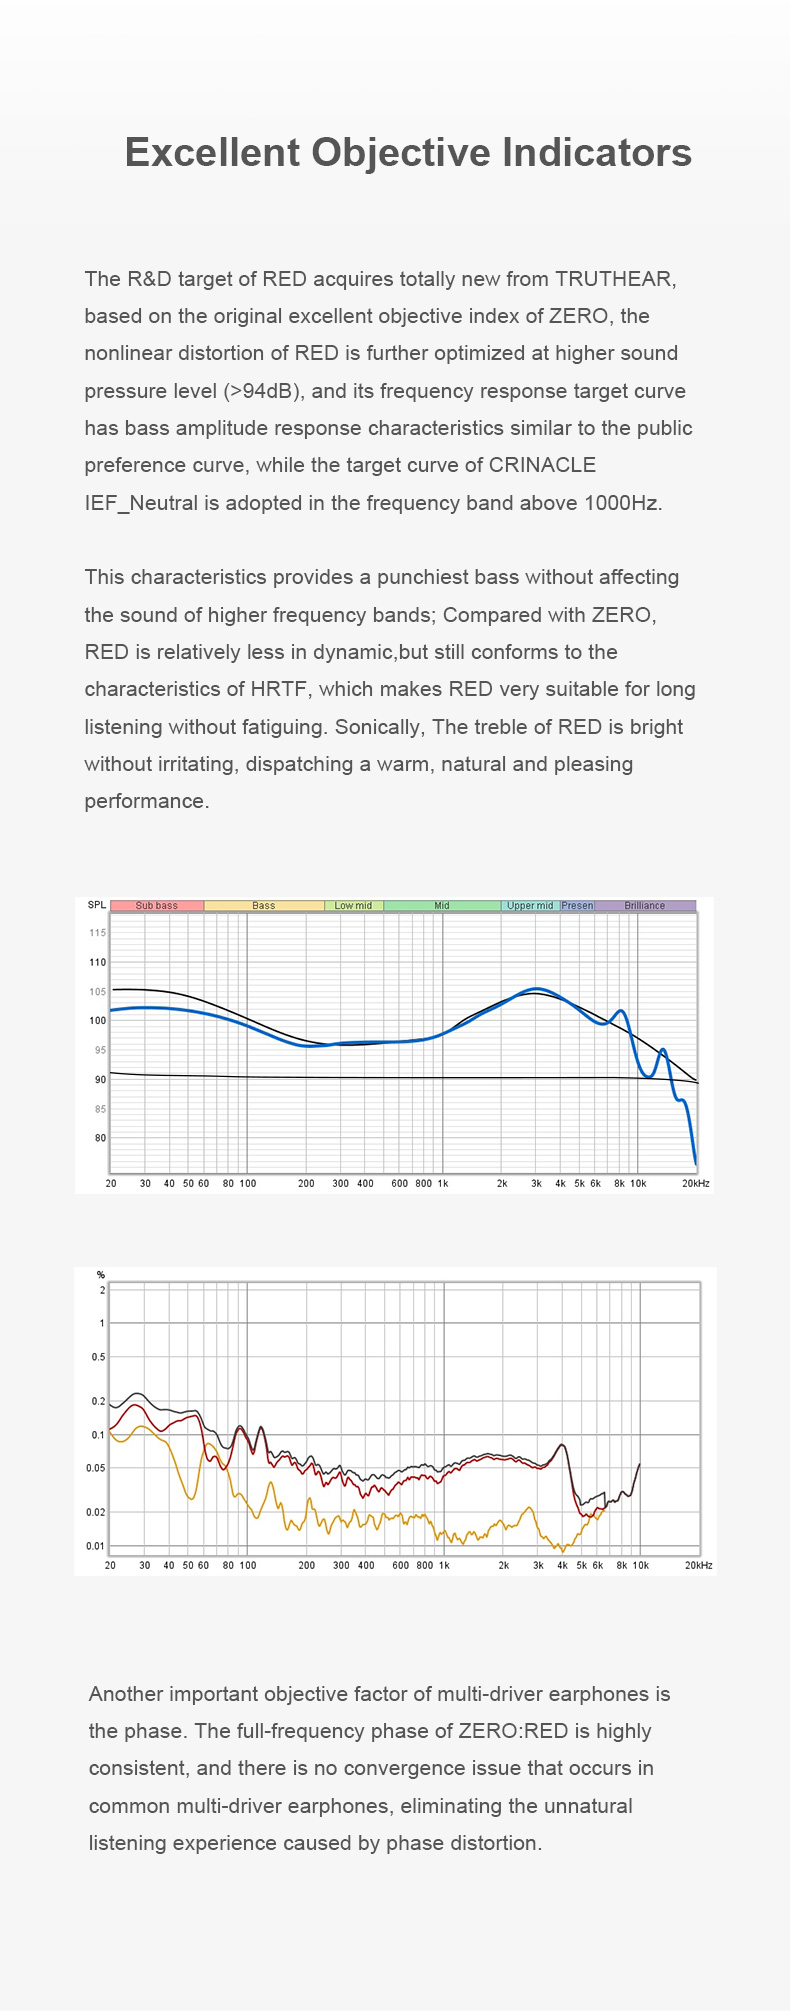 Excellent Objective Indicators
The R&D target of RED acquires totally new from TRUTHEAR,
based on the original excellent objective index of ZERO, the
nonlinear distortion of RED is further optimized at higher sound
pressure level (>94dB), and its frequency response target curve
has bass amplitude response characteristics similar to the public
preference curve, while the target curve of CRINACLE
IEF_Neutral is adopted in the frequency band above 1000Hz.
This characteristics provides a punchiest bass without affecting
the sound of higher frequency bands; Compared with ZERO,
RED is relatively less in dynamic,but still conforms to the
characteristics of HRTF, which makes RED very suitable for long
listening without fatiguing. Sonically, The treble of RED is bright
without irritating, dispatching a warm, natural and pleasing
performance.
SPL Sub bass Bass Low mid Mid Upper mid Presen Brilliance
115
110
105
100
95
90
85
80
20 30 40 50 60 80 100 200 300 400 600 800 1k 2k 3k 4k 5k 6k 8k 10k 20kHz
%
2
1
0.5
0.2
0.1
0.05
0.02
0.01
20 30 40 50 60 80 100 200 300 400 600 800 1k 2k 3k 4k 5k 6k 8k 10k 20kHz
Another important objective factor of multi-driver earphones is
the phase. The full-frequency phase of ZERO:RED is highly
consistent, and there is no convergence issue that occurs in
common multi-driver earphones, eliminating the unnatural
listening experience caused by phase distortion.